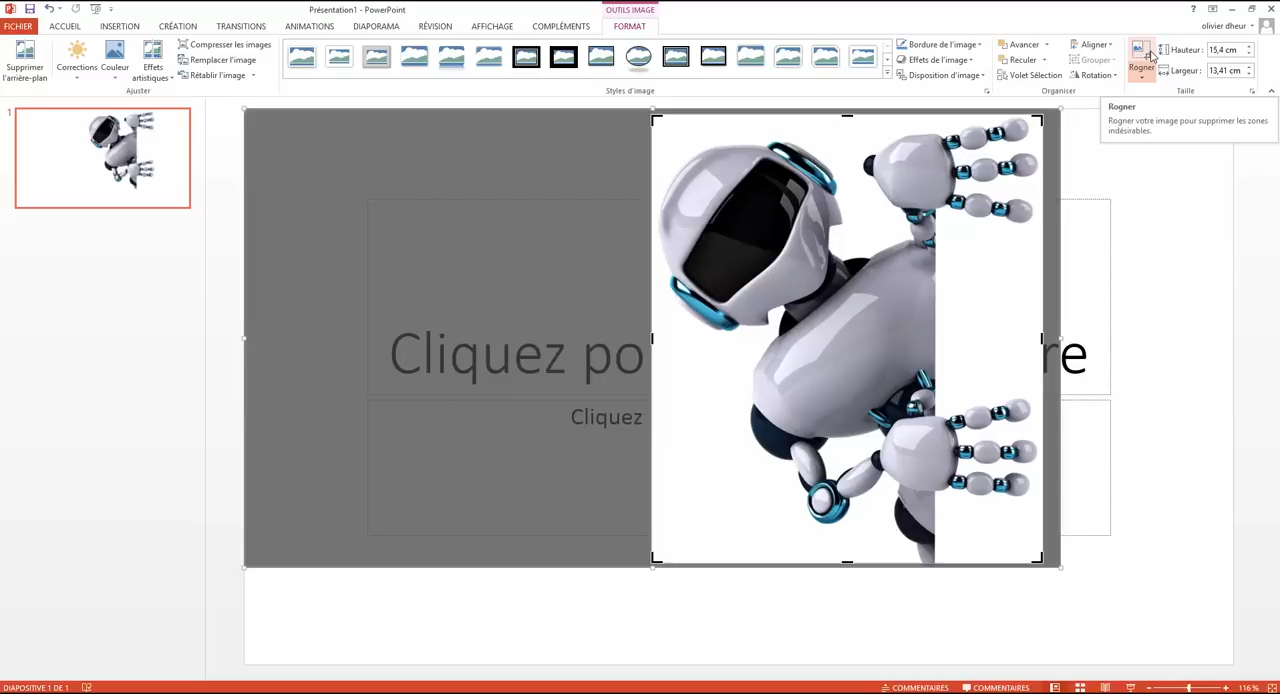 Présentation1 - PowerPoint
OUTILS IMAGE
?
FICHIER ACCUEIL INSERTION CRÉATION TRANSITIONS ANIMATIONS DIAPORAMA RÉVISION AFFICHAGE COMPLÉMENTS FORMAT
olivier dheur
Supprimer
l'arrière-plan
Corrections
Couleur
Effets
artistiques
Compresser les images
Remplacer l'image
Rétablir l'image
Ajuster
Styles d'image
Bordure de l'image
Effets de l'image
Disposition d'image
Avancer
Reculer
Volet Sélection
Aligner
Grouper
Rotation
Organiser
Rogner
Hauteur : 15,4 cm
Largeur : 13,41 cm
Taille
Rogner
Rogner votre image pour supprimer les zones
indésirables.
1
Cliquez po
re
Cliquez
DIAPOSITIVE 1 DE 1
COMMENTAIRES
COMMENTAIRES
116 %